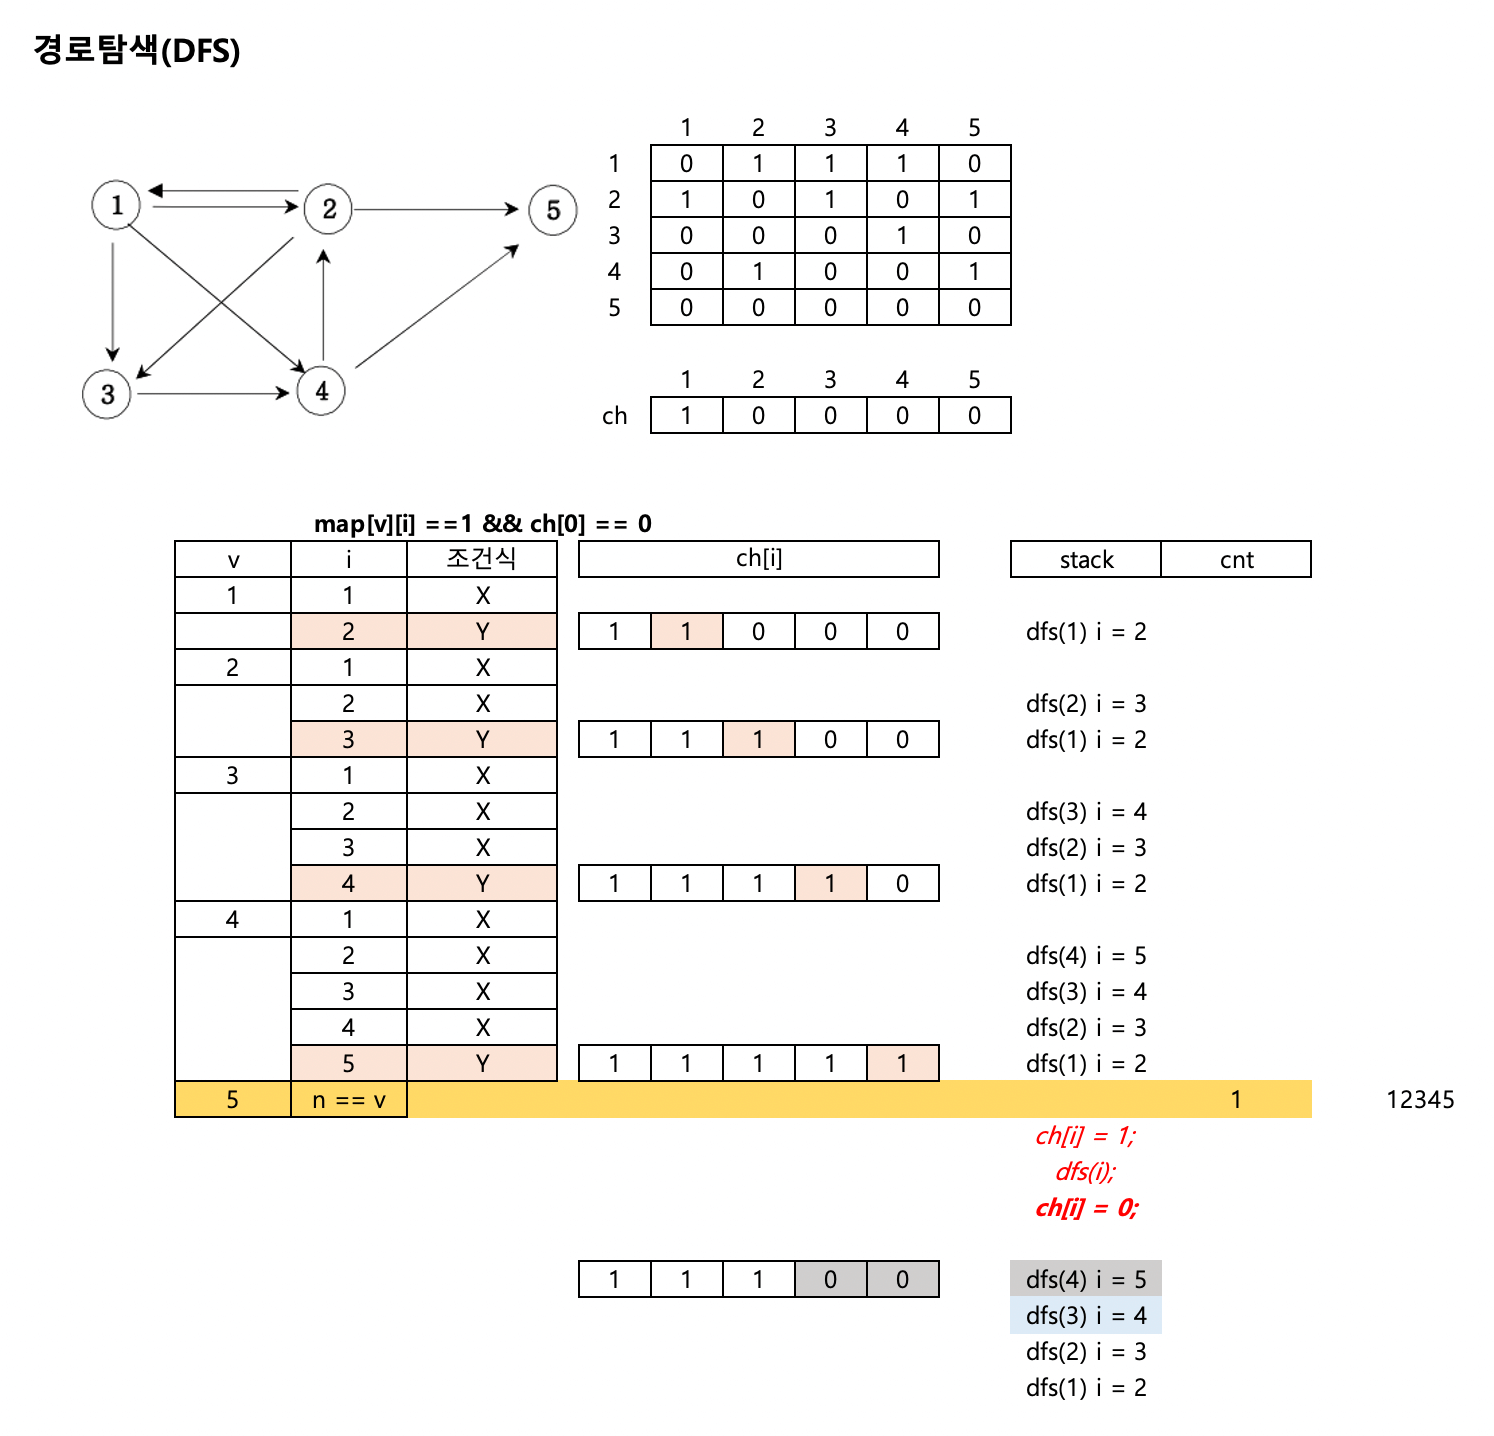 경로탐색(DFS)
1 2 3 4 5
1 0 1 1 1 0
2 1 0 1 0 1
3 0 0 0 1 0
4 0 1 0 0 1
5 0 0 0 0 0
1 2 5
3 4
1 2 3 4 5
ch 1 0 0 0 0
map[v][i] ==1 && ch[0] == 0
v i 조건식 ch[i] stack cnt
1 1 X
2 Y 1 1 0 0 0 dfs(1) i = 2
2 1 X
2 X dfs(2) i = 3
3 Y 1 1 1 0 0 dfs(1) i = 2
3 1 X
2 X dfs(3) i = 4
3 X dfs(2) i = 3
4 Y 1 1 1 1 0 dfs(1) i = 2
4 1 X
2 X dfs(4) i = 5
3 X dfs(3) i = 4
4 X dfs(2) i = 3
5 Y 1 1 1 1 1 dfs(1) i = 2
5 n == v 1 12345
ch[i] = 1;
dfs(i);
ch[i] = 0;
1 1 1 0 0 dfs(4) i = 5
dfs(3) i = 4
dfs(2) i = 3
dfs(1) i = 2